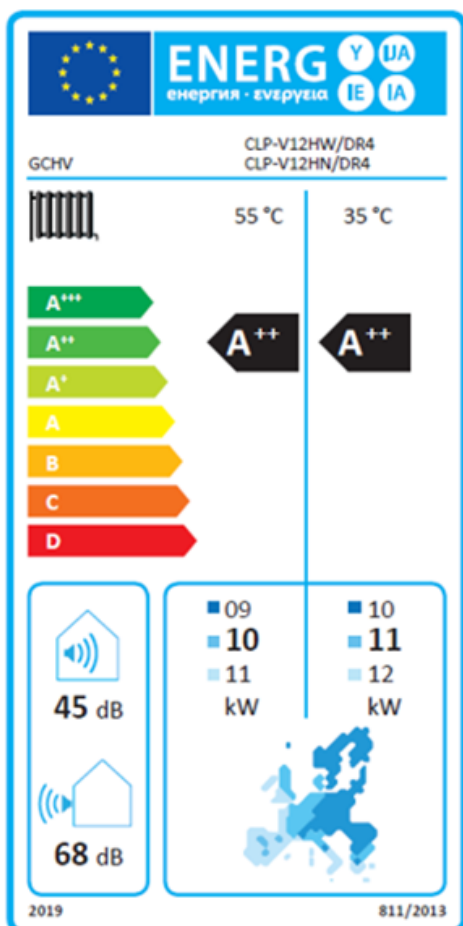 ENERG Y IJA
енергия · ενεργεια IE IA
CLP-V12HW/DR4
GCHV CLP-V12HN/DR4
55 °C 35 °C
A+++
A++ A++ A++
A+
A
B
C
D
09 10
10 11
11 12
kW kW
45 dB
68 dB
2019 811/2013